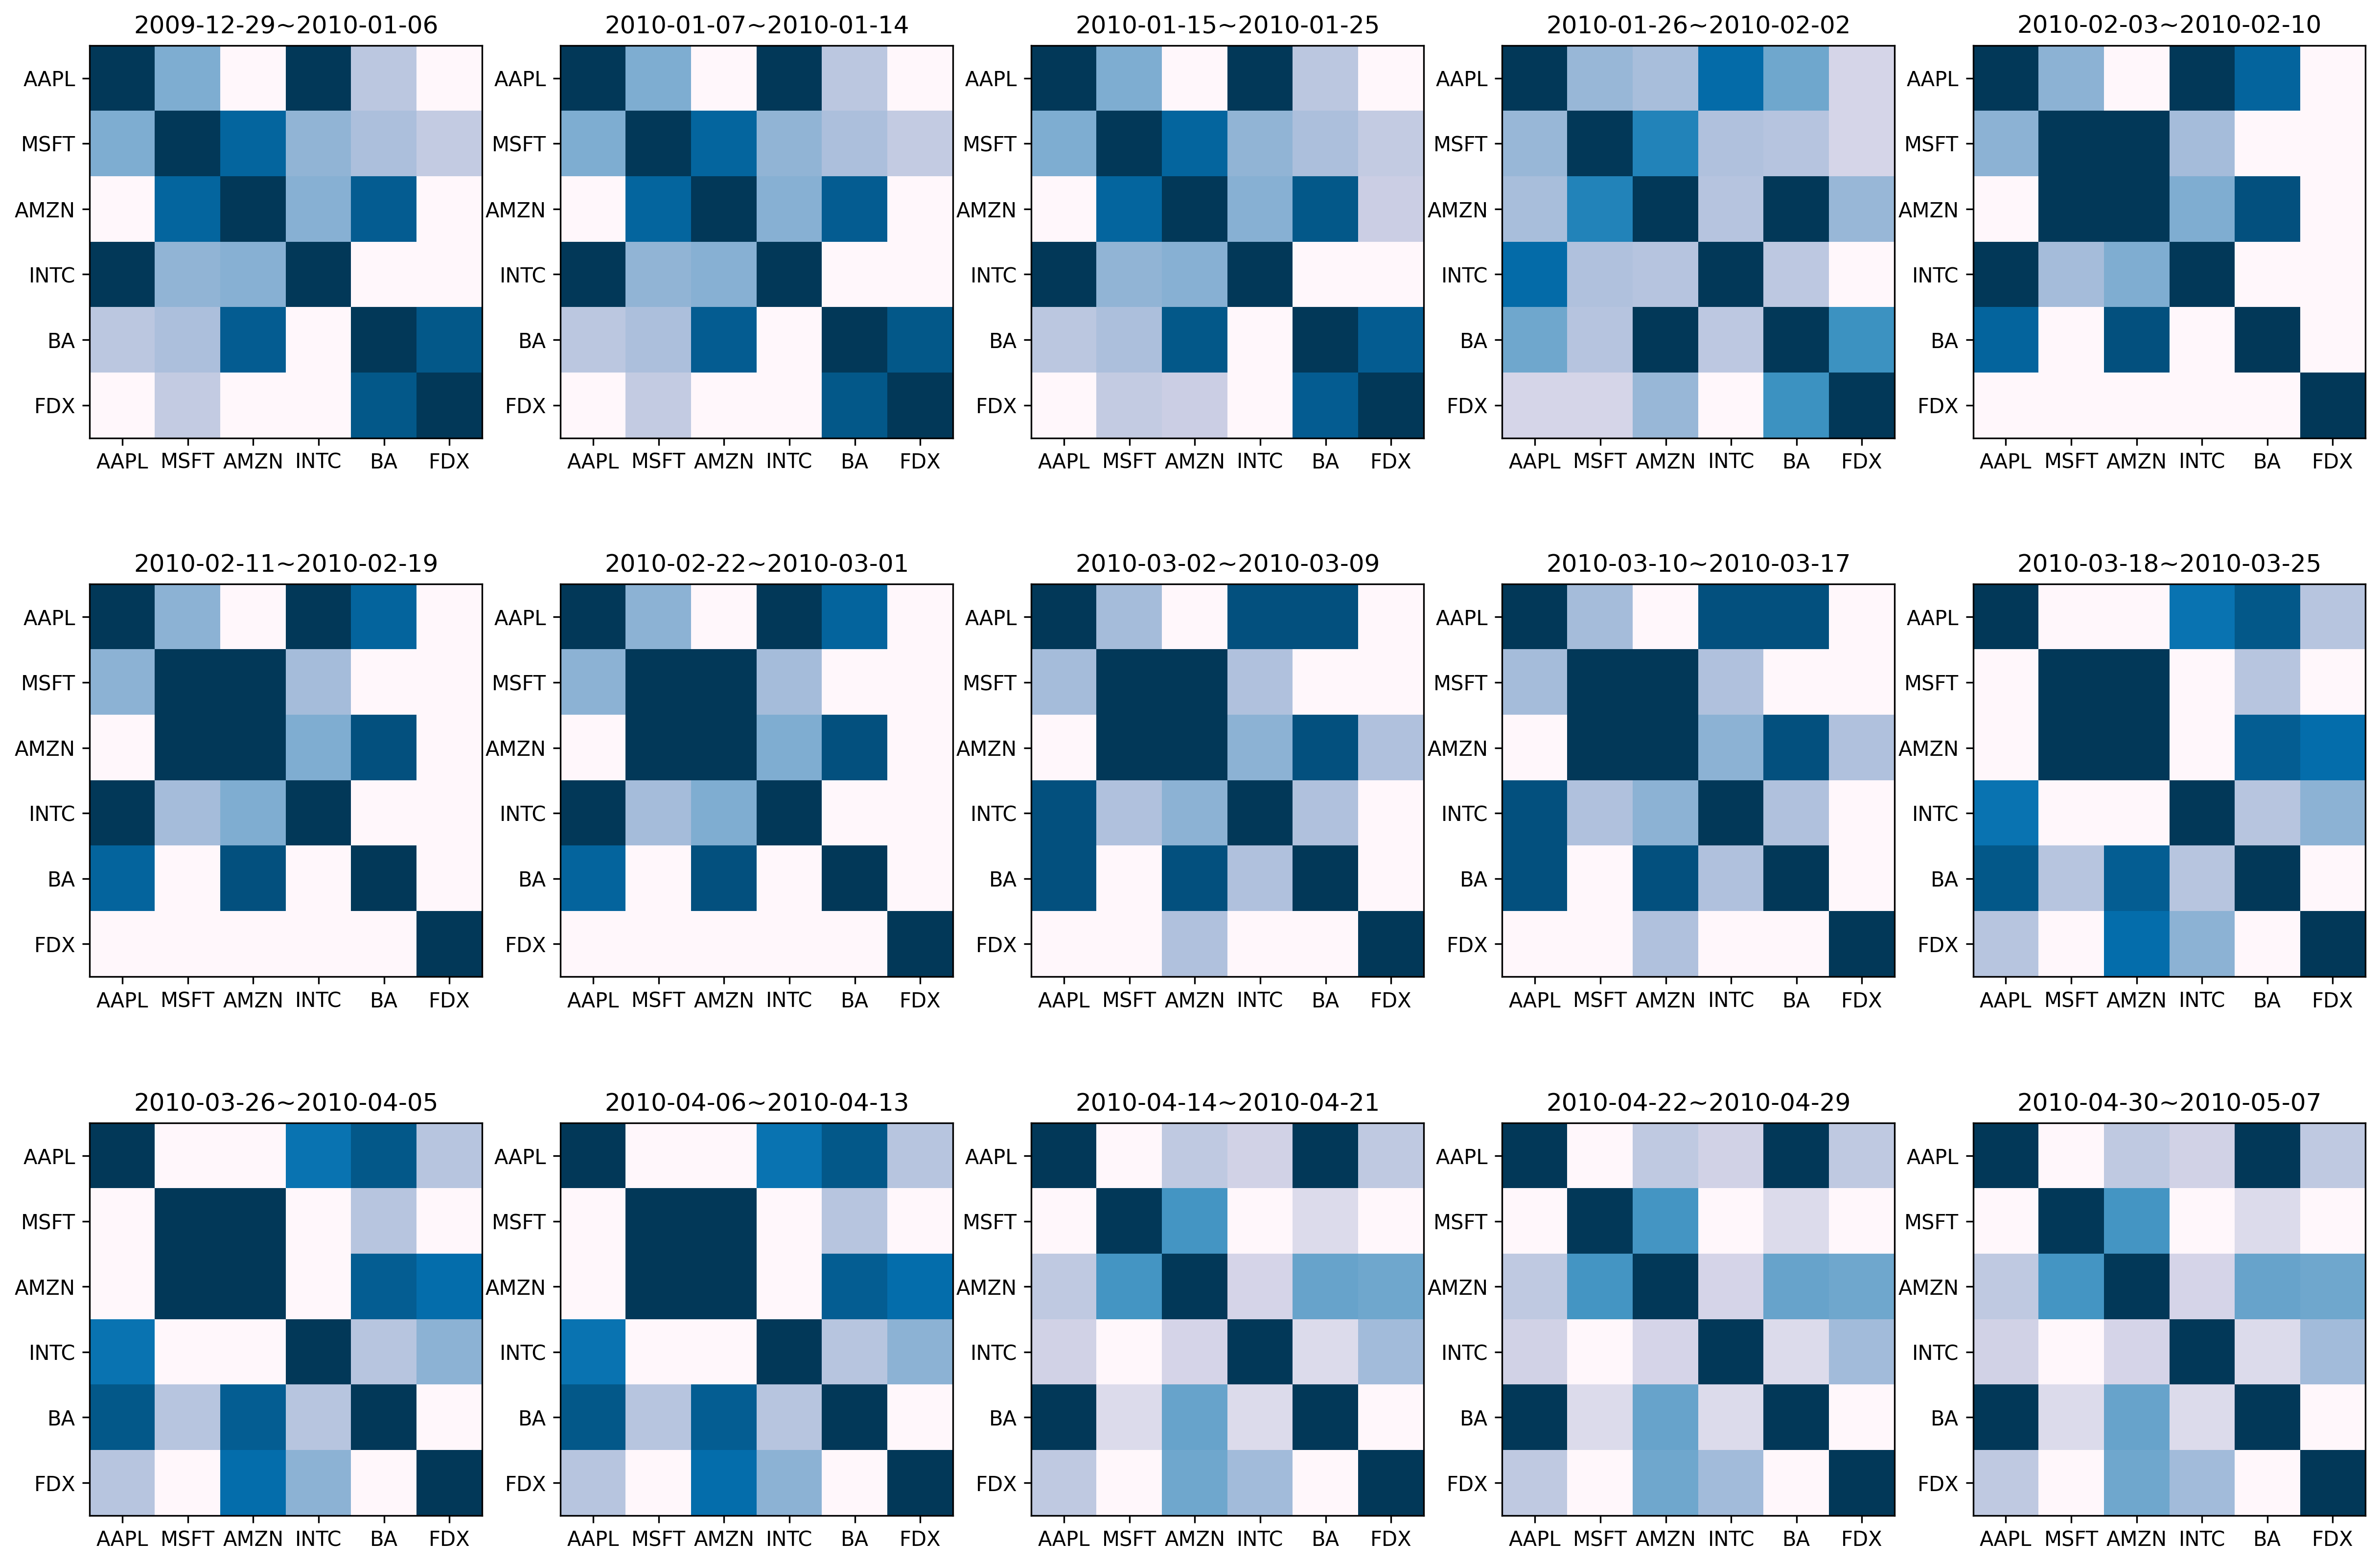 2009-12-29~2010-01-06
AAPL
MSFT
AMZN
INTC
BA
FDX
AAPL MSFT AMZN INTC BA FDX
2010-01-07~2010-01-14
AAPL
MSFT
AMZN
INTC
BA
FDX
AAPL MSFT AMZN INTC BA FDX
2010-01-15~2010-01-25
AAPL
MSFT
AMZN
INTC
BA
FDX
AAPL MSFT AMZN INTC BA FDX
2010-01-26~2010-02-02
AAPL
MSFT
AMZN
INTC
BA
FDX
AAPL MSFT AMZN INTC BA FDX
2010-02-03~2010-02-10
AAPL
MSFT
AMZN
INTC
BA
FDX
AAPL MSFT AMZN INTC BA FDX
2010-02-11~2010-02-19
AAPL
MSFT
AMZN
INTC
BA
FDX
AAPL MSFT AMZN INTC BA FDX
2010-02-22~2010-03-01
AAPL
MSFT
AMZN
INTC
BA
FDX
AAPL MSFT AMZN INTC BA FDX
2010-03-02~2010-03-09
AAPL
MSFT
AMZN
INTC
BA
FDX
AAPL MSFT AMZN INTC BA FDX
2010-03-10~2010-03-17
AAPL
MSFT
AMZN
INTC
BA
FDX
AAPL MSFT AMZN INTC BA FDX
2010-03-18~2010-03-25
AAPL
MSFT
AMZN
INTC
BA
FDX
AAPL MSFT AMZN INTC BA FDX
2010-03-26~2010-04-05
AAPL
MSFT
AMZN
INTC
BA
FDX
AAPL MSFT AMZN INTC BA FDX
2010-04-06~2010-04-13
AAPL
MSFT
AMZN
INTC
BA
FDX
AAPL MSFT AMZN INTC BA FDX
2010-04-14~2010-04-21
AAPL
MSFT
AMZN
INTC
BA
FDX
AAPL MSFT AMZN INTC BA FDX
2010-04-22~2010-04-29
AAPL
MSFT
AMZN
INTC
BA
FDX
AAPL MSFT AMZN INTC BA FDX
2010-04-30~2010-05-07
AAPL
MSFT
AMZN
INTC
BA
FDX
AAPL MSFT AMZN INTC BA FDX